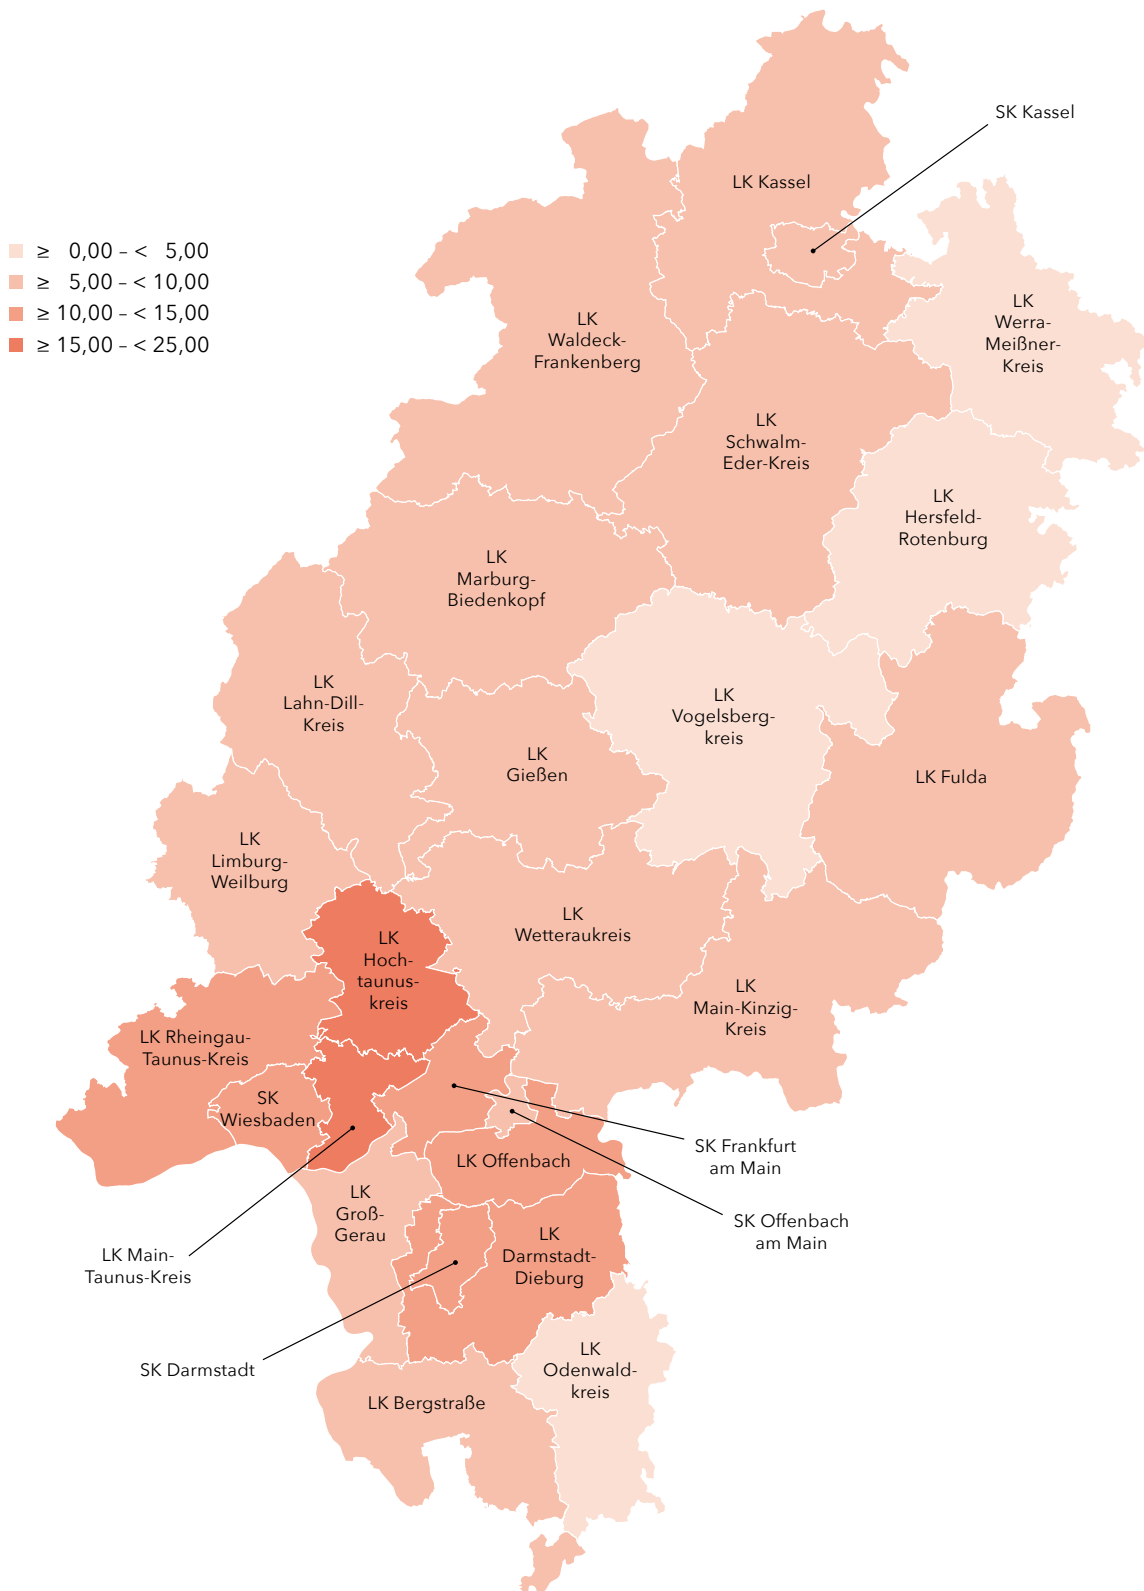 SK Kassel
LK Kassel
≥ 0,00 – < 5,00
≥ 5,00 – < 10,00
≥ 10,00 – < 15,00
≥ 15,00 – < 25,00
LK
Waldeck-
Frankenberg
LK
Werra-
Meißner-
Kreis
LK
Schwalm-
Eder-Kreis
LK
Hersfeld-
Rotenburg
LK
Marburg-
Biedenkopf
LK
Lahn-Dill-
Kreis
LK
Vogelsberg-
kreis
LK
Gießen
LK Fulda
LK
Limburg-
Weilburg
LK
Wetteraukreis
LK
Hoch-
taunus-
kreis
LK
Main-Kinzig-
Kreis
LK Rheingau-
Taunus-Kreis
SK
Wiesbaden
SK Frankfurt
am Main
LK Offenbach
LK
Groß-
Gerau
SK Offenbach
am Main
LK
Darmstadt-
Dieburg
LK Main-
Taunus-Kreis
SK Darmstadt
LK
Odenwald-
kreis
LK Bergstraße